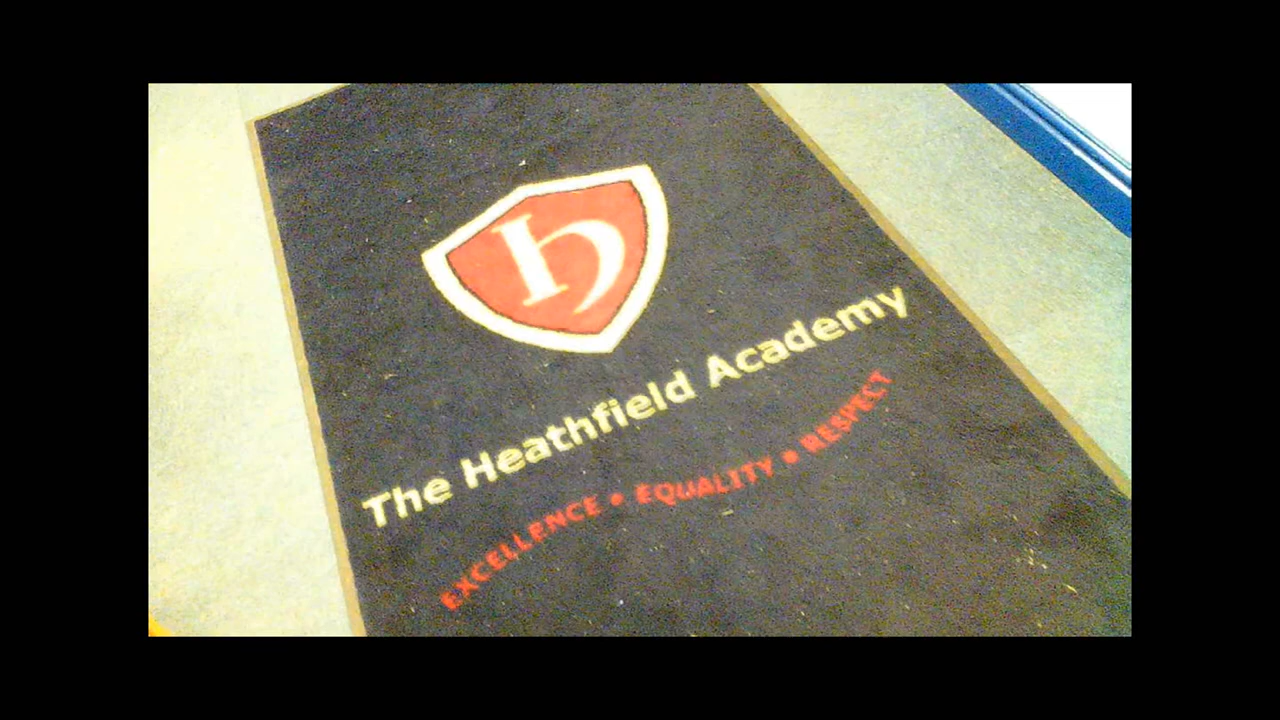 h
The Heathfield Academy
EXCELLENCE • EQUALITY • RESPECT